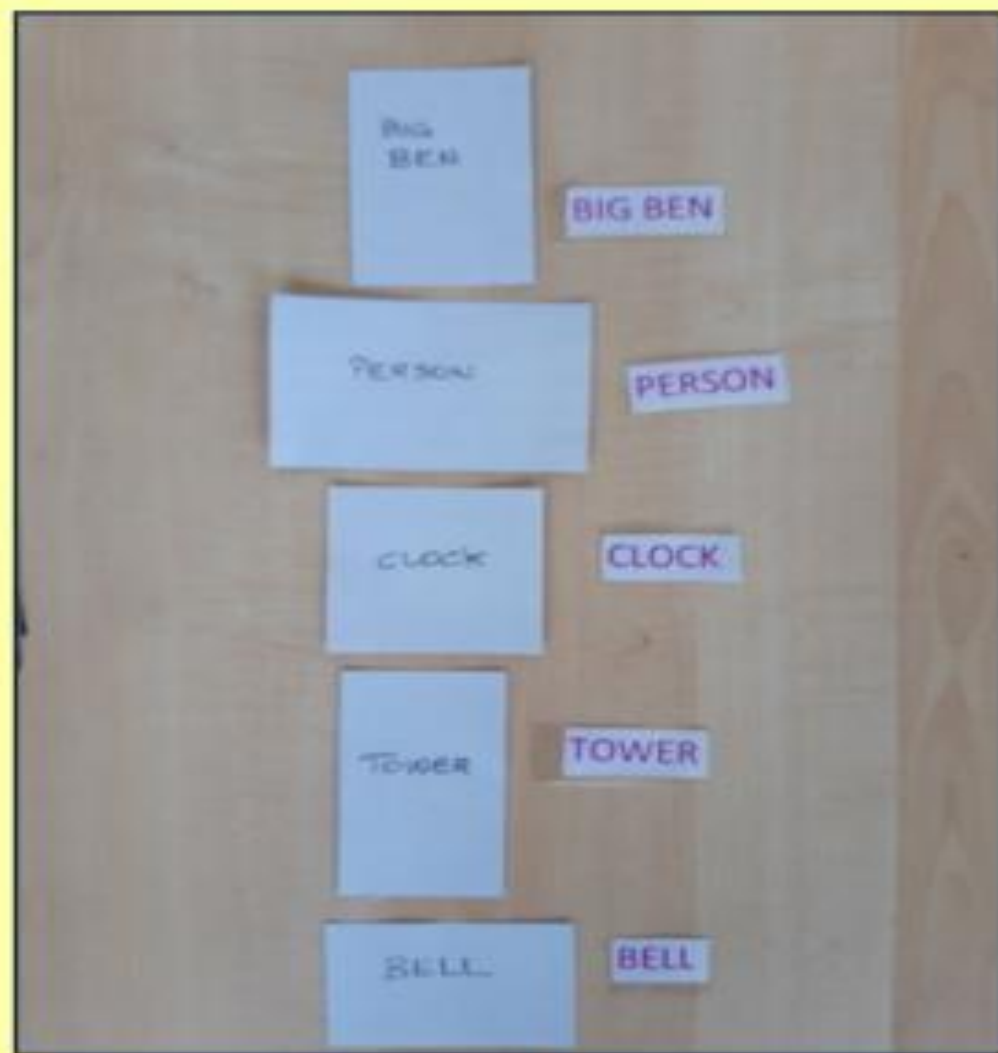 BIG
BEN
BIG BEN
PERSON
PERSON
CLOCK
CLOCK
TOWER
TOWER
BELL
BELL